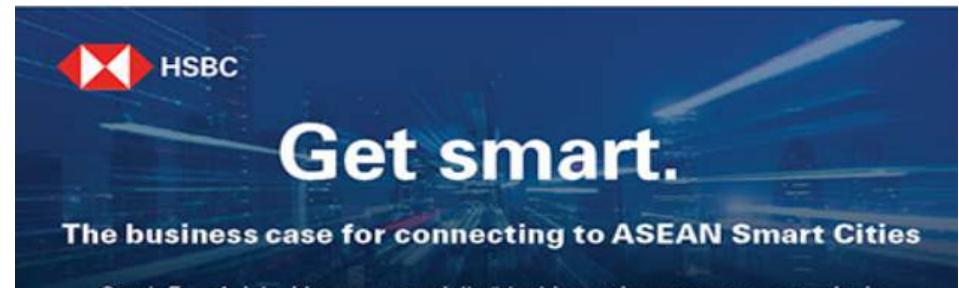 HSBC
Get smart.
The business case for connecting to ASEAN Smart Cities